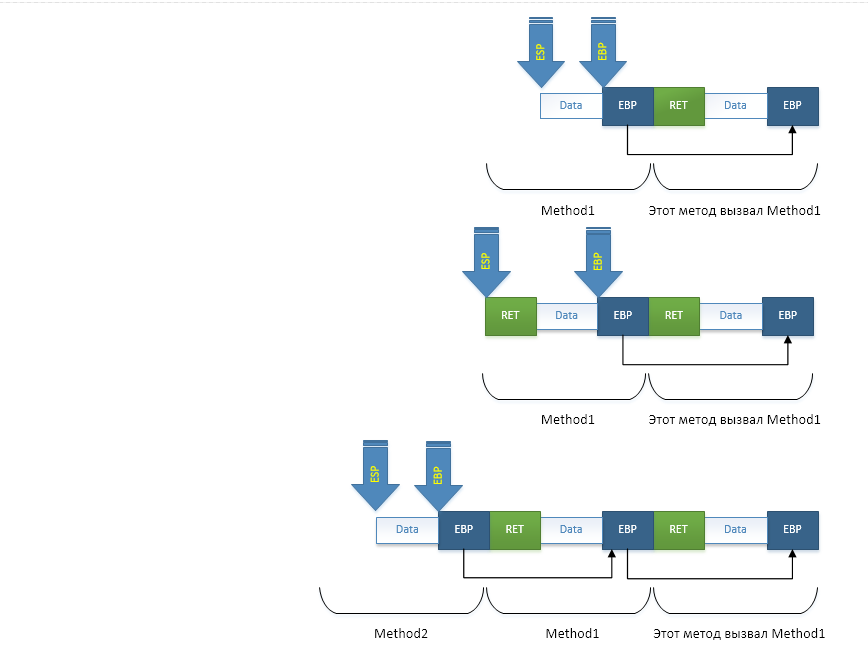 ESP EBP
Data EBP RET Data EBP
Method1 Этот метод вызвал Method1
ESP EBP
RET Data EBP RET Data EBP
Method1 Этот метод вызвал Method1
ESP EBP
Data EBP RET Data EBP RET Data EBP
Method2 Method1 Этот метод вызвал Method1